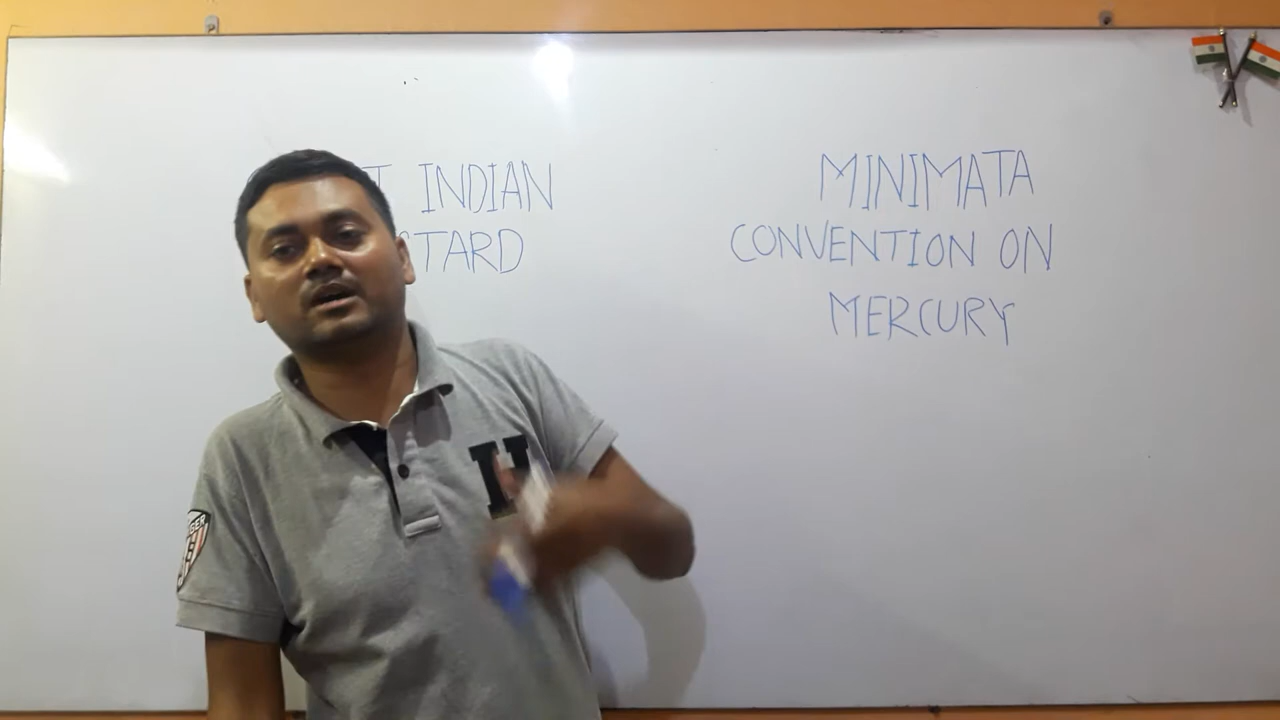 T INDIAN
STARD
MINIMATA
CONVENTION ON
MERCURY